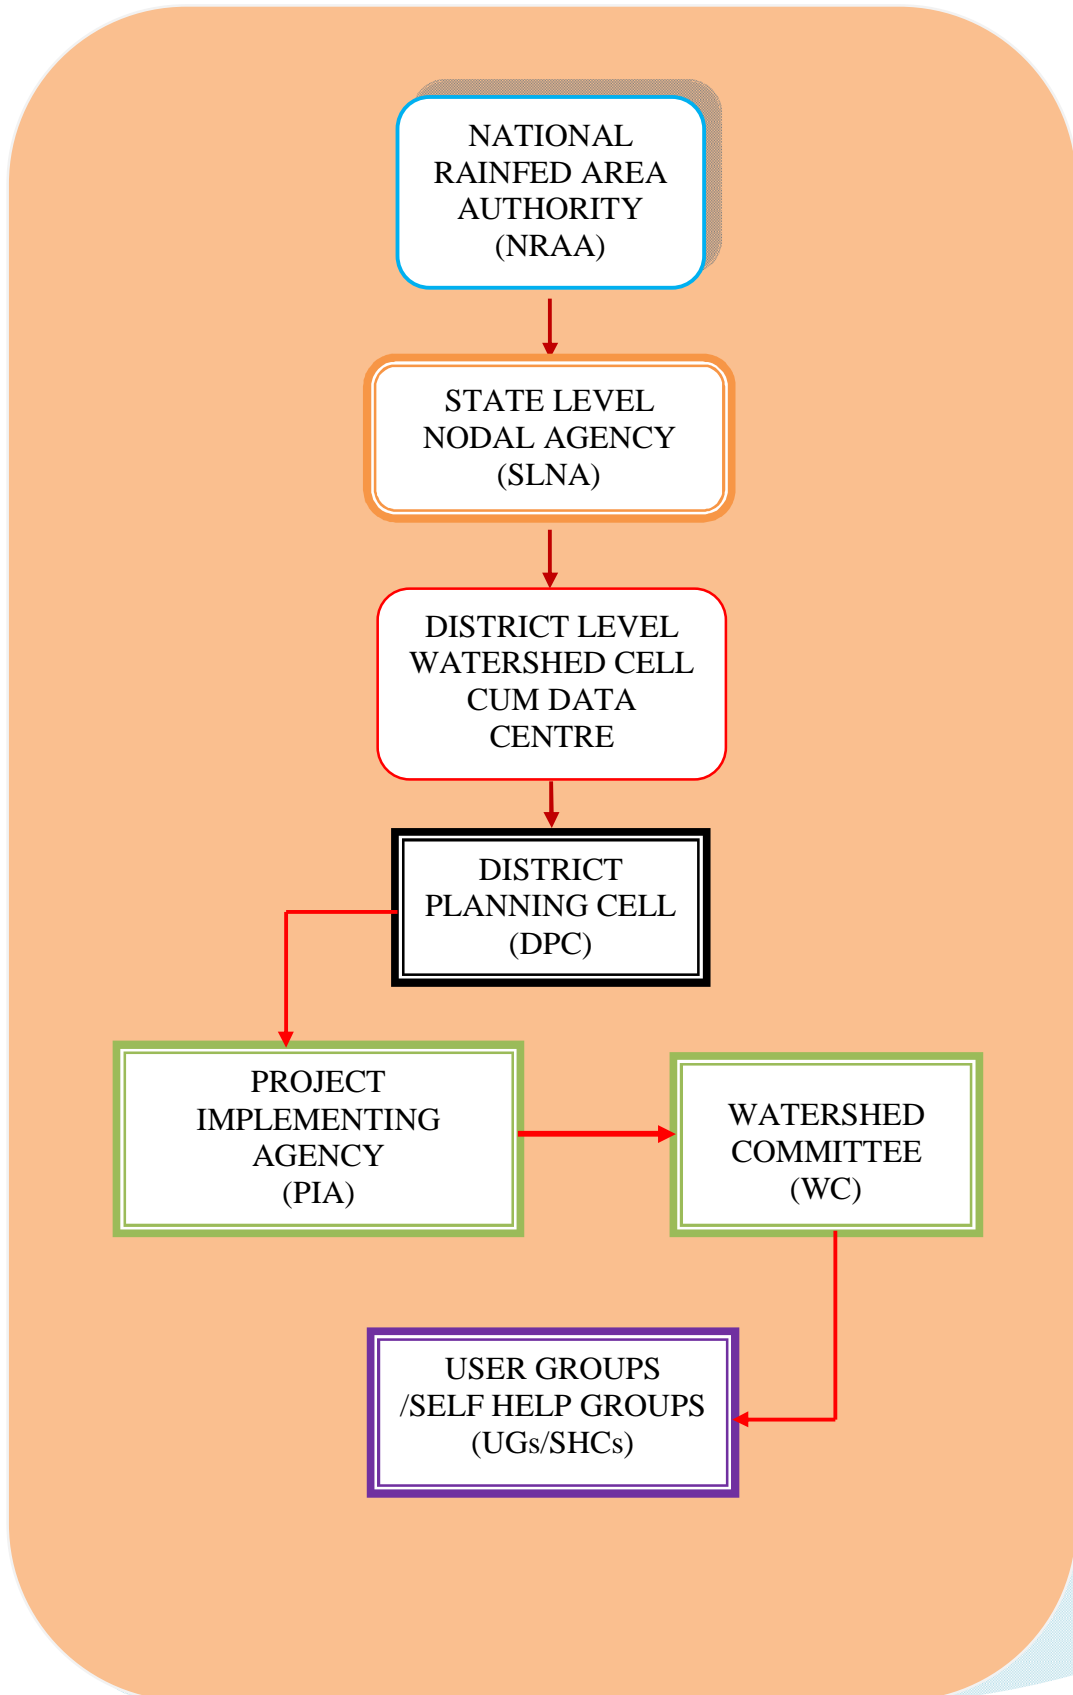 NATIONAL
RAINFED AREA
AUTHORITY
(NRAA)
STATE LEVEL
NODAL AGENCY
(SLNA)
DISTRICT LEVEL
WATERSHED CELL
CUM DATA
CENTRE
DISTRICT
PLANNING CELL
(DPC)
PROJECT
IMPLEMENTING
AGENCY
(PIA)
WATERSHED
COMMITTEE
(WC)
USER GROUPS
/SELF HELP GROUPS
(UGs/SHCs)